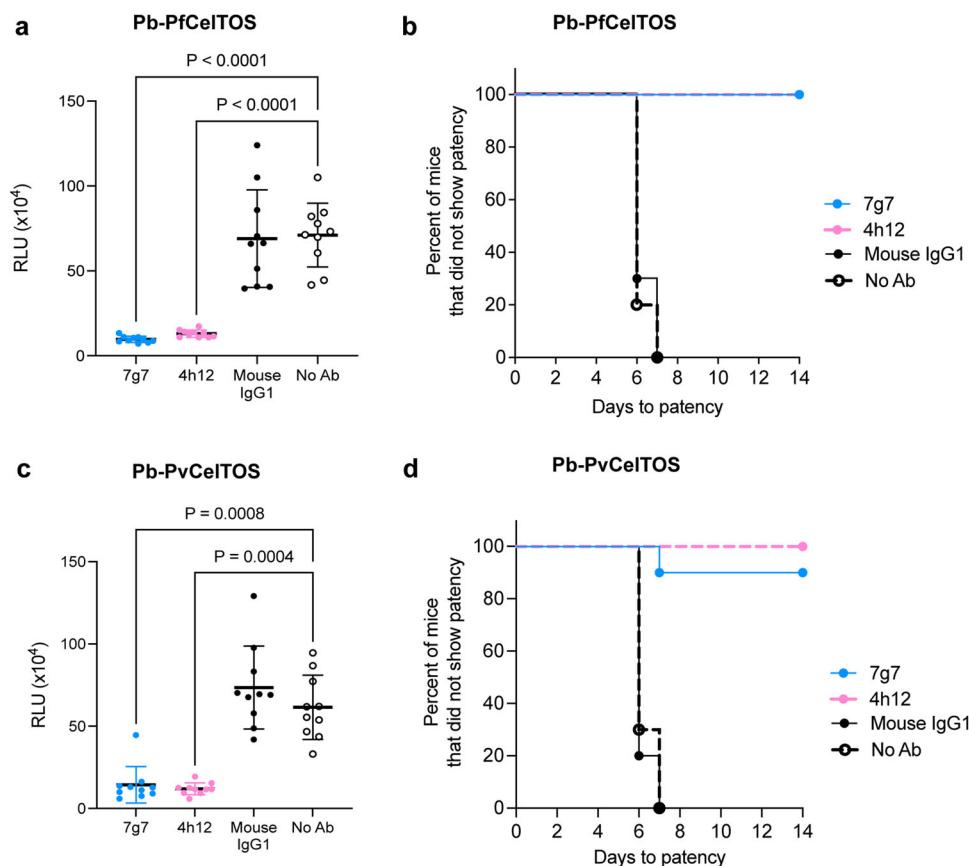 a
Pb-PfCelTOS
P < 0.0001
P < 0.0001
150
100
50
0
RLU (x10⁴)
7g7
4h12
Mouse
IgG1
No Ab
b
Pb-PfCelTOS
Percent of mice
that did not show patency
100
80
60
40
20
0
0 2 4 6 8 10 12 14
Days to patency
7g7
4h12
Mouse IgG1
No Ab
c
Pb-PvCelTOS
P = 0.0008
P = 0.0004
150
100
50
0
RLU (x10⁴)
7g7
4h12
Mouse
IgG1
No Ab
d
Pb-PvCelTOS
Percent of mice
that did not show patency
100
80
60
40
20
0
0 2 4 6 8 10 12 14
Days to patency
7g7
4h12
Mouse IgG1
No Ab